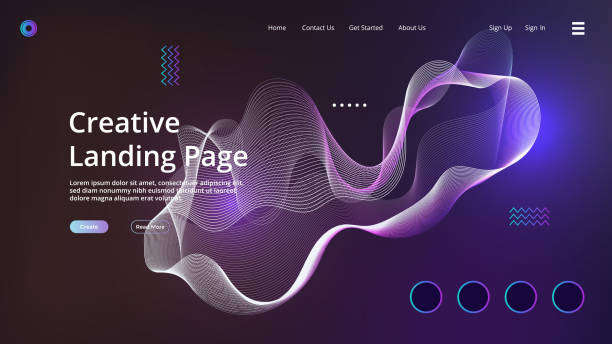 Home Contact Us Get Started About Us Sign Up Sign In
Creative
Landing Page
Lorem ipsum dolor sit amet, consectetuer adipiscing elit,
sed diam nonummy nibh euismod tincidunt ut laoreet
dolore magna aliquam erat volutpat.
Create Read More